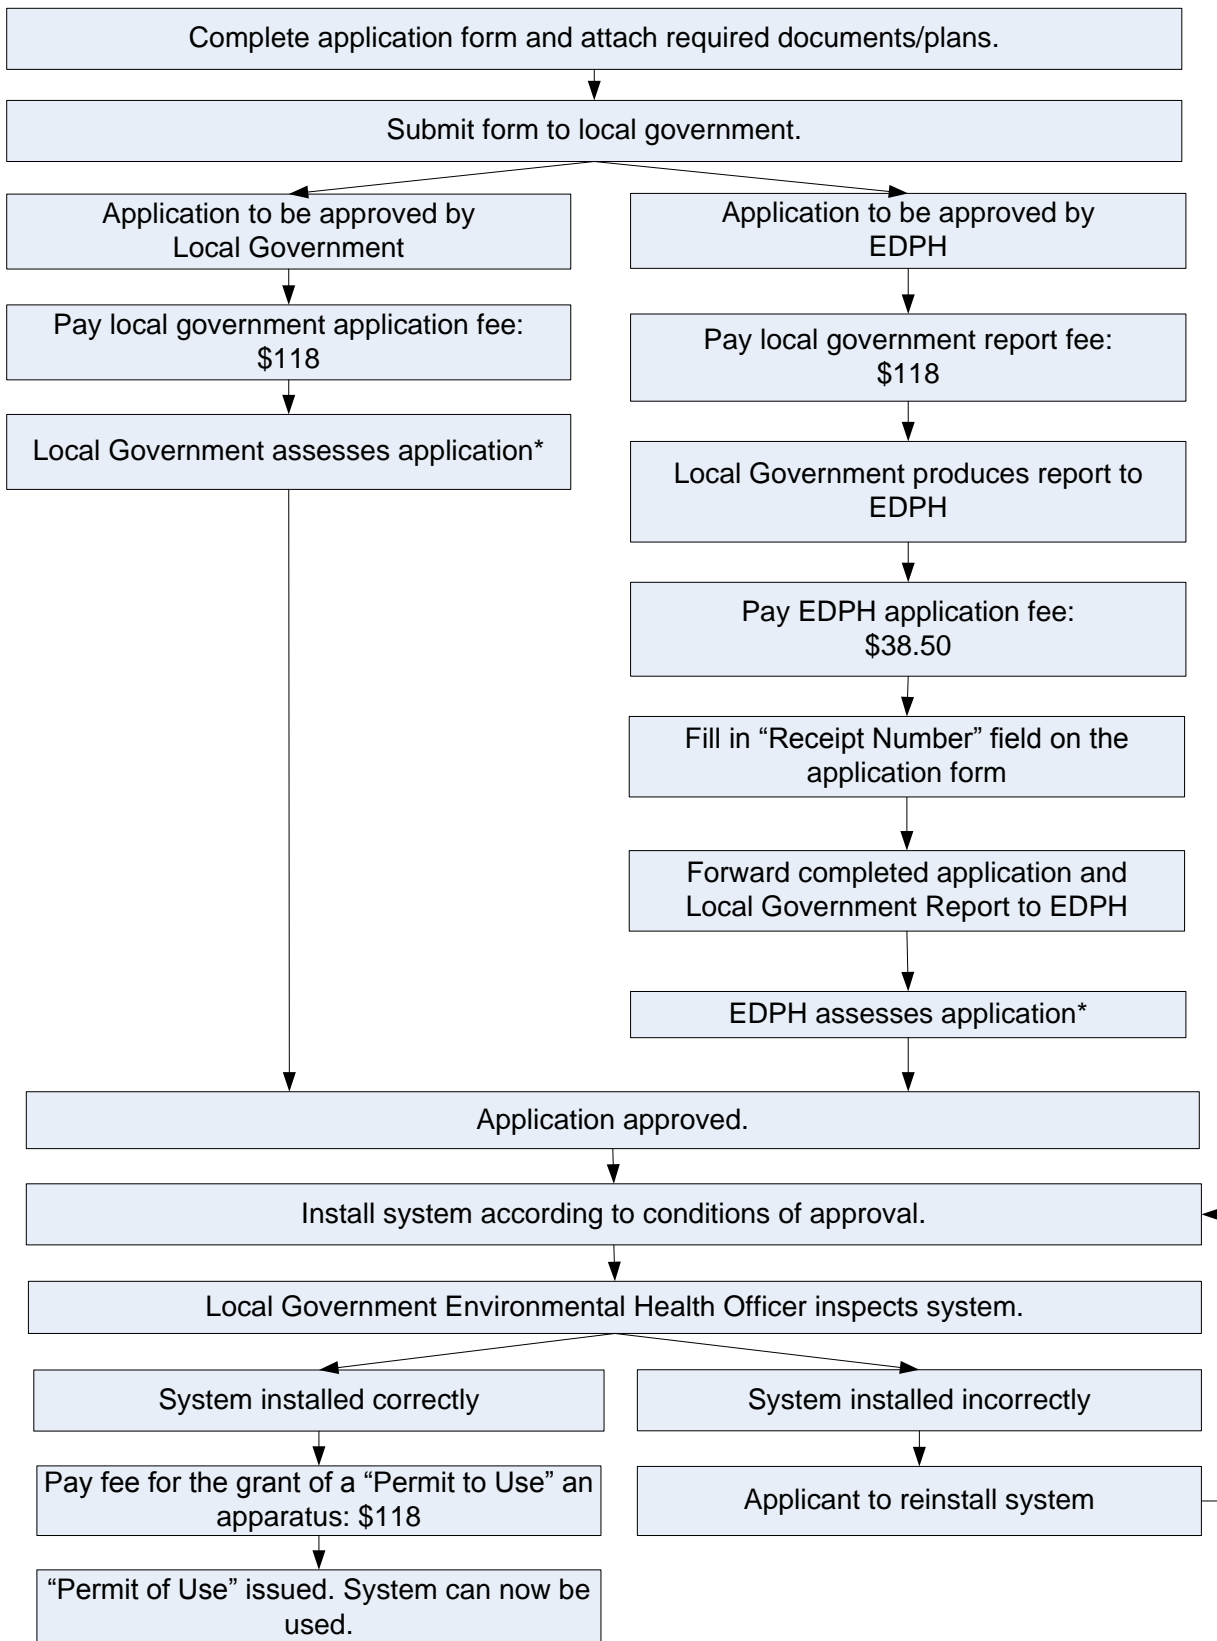 Complete application form and attach required documents/plans.
Submit form to local government.
Application to be approved by
Local Government
Pay local government application fee:
$118
Local Government assesses application*
Application to be approved by
EDPH
Pay local government report fee:
$118
Local Government produces report to
EDPH
Pay EDPH application fee:
$38.50
Fill in “Receipt Number” field on the
application form
Forward completed application and
Local Government Report to EDPH
EDPH assesses application*
Application approved.
Install system according to conditions of approval.
Local Government Environmental Health Officer inspects system.
System installed correctly
Pay fee for the grant of a “Permit to Use” an
apparatus: $118
“Permit of Use” issued. System can now be
used.
System installed incorrectly
Applicant to reinstall system